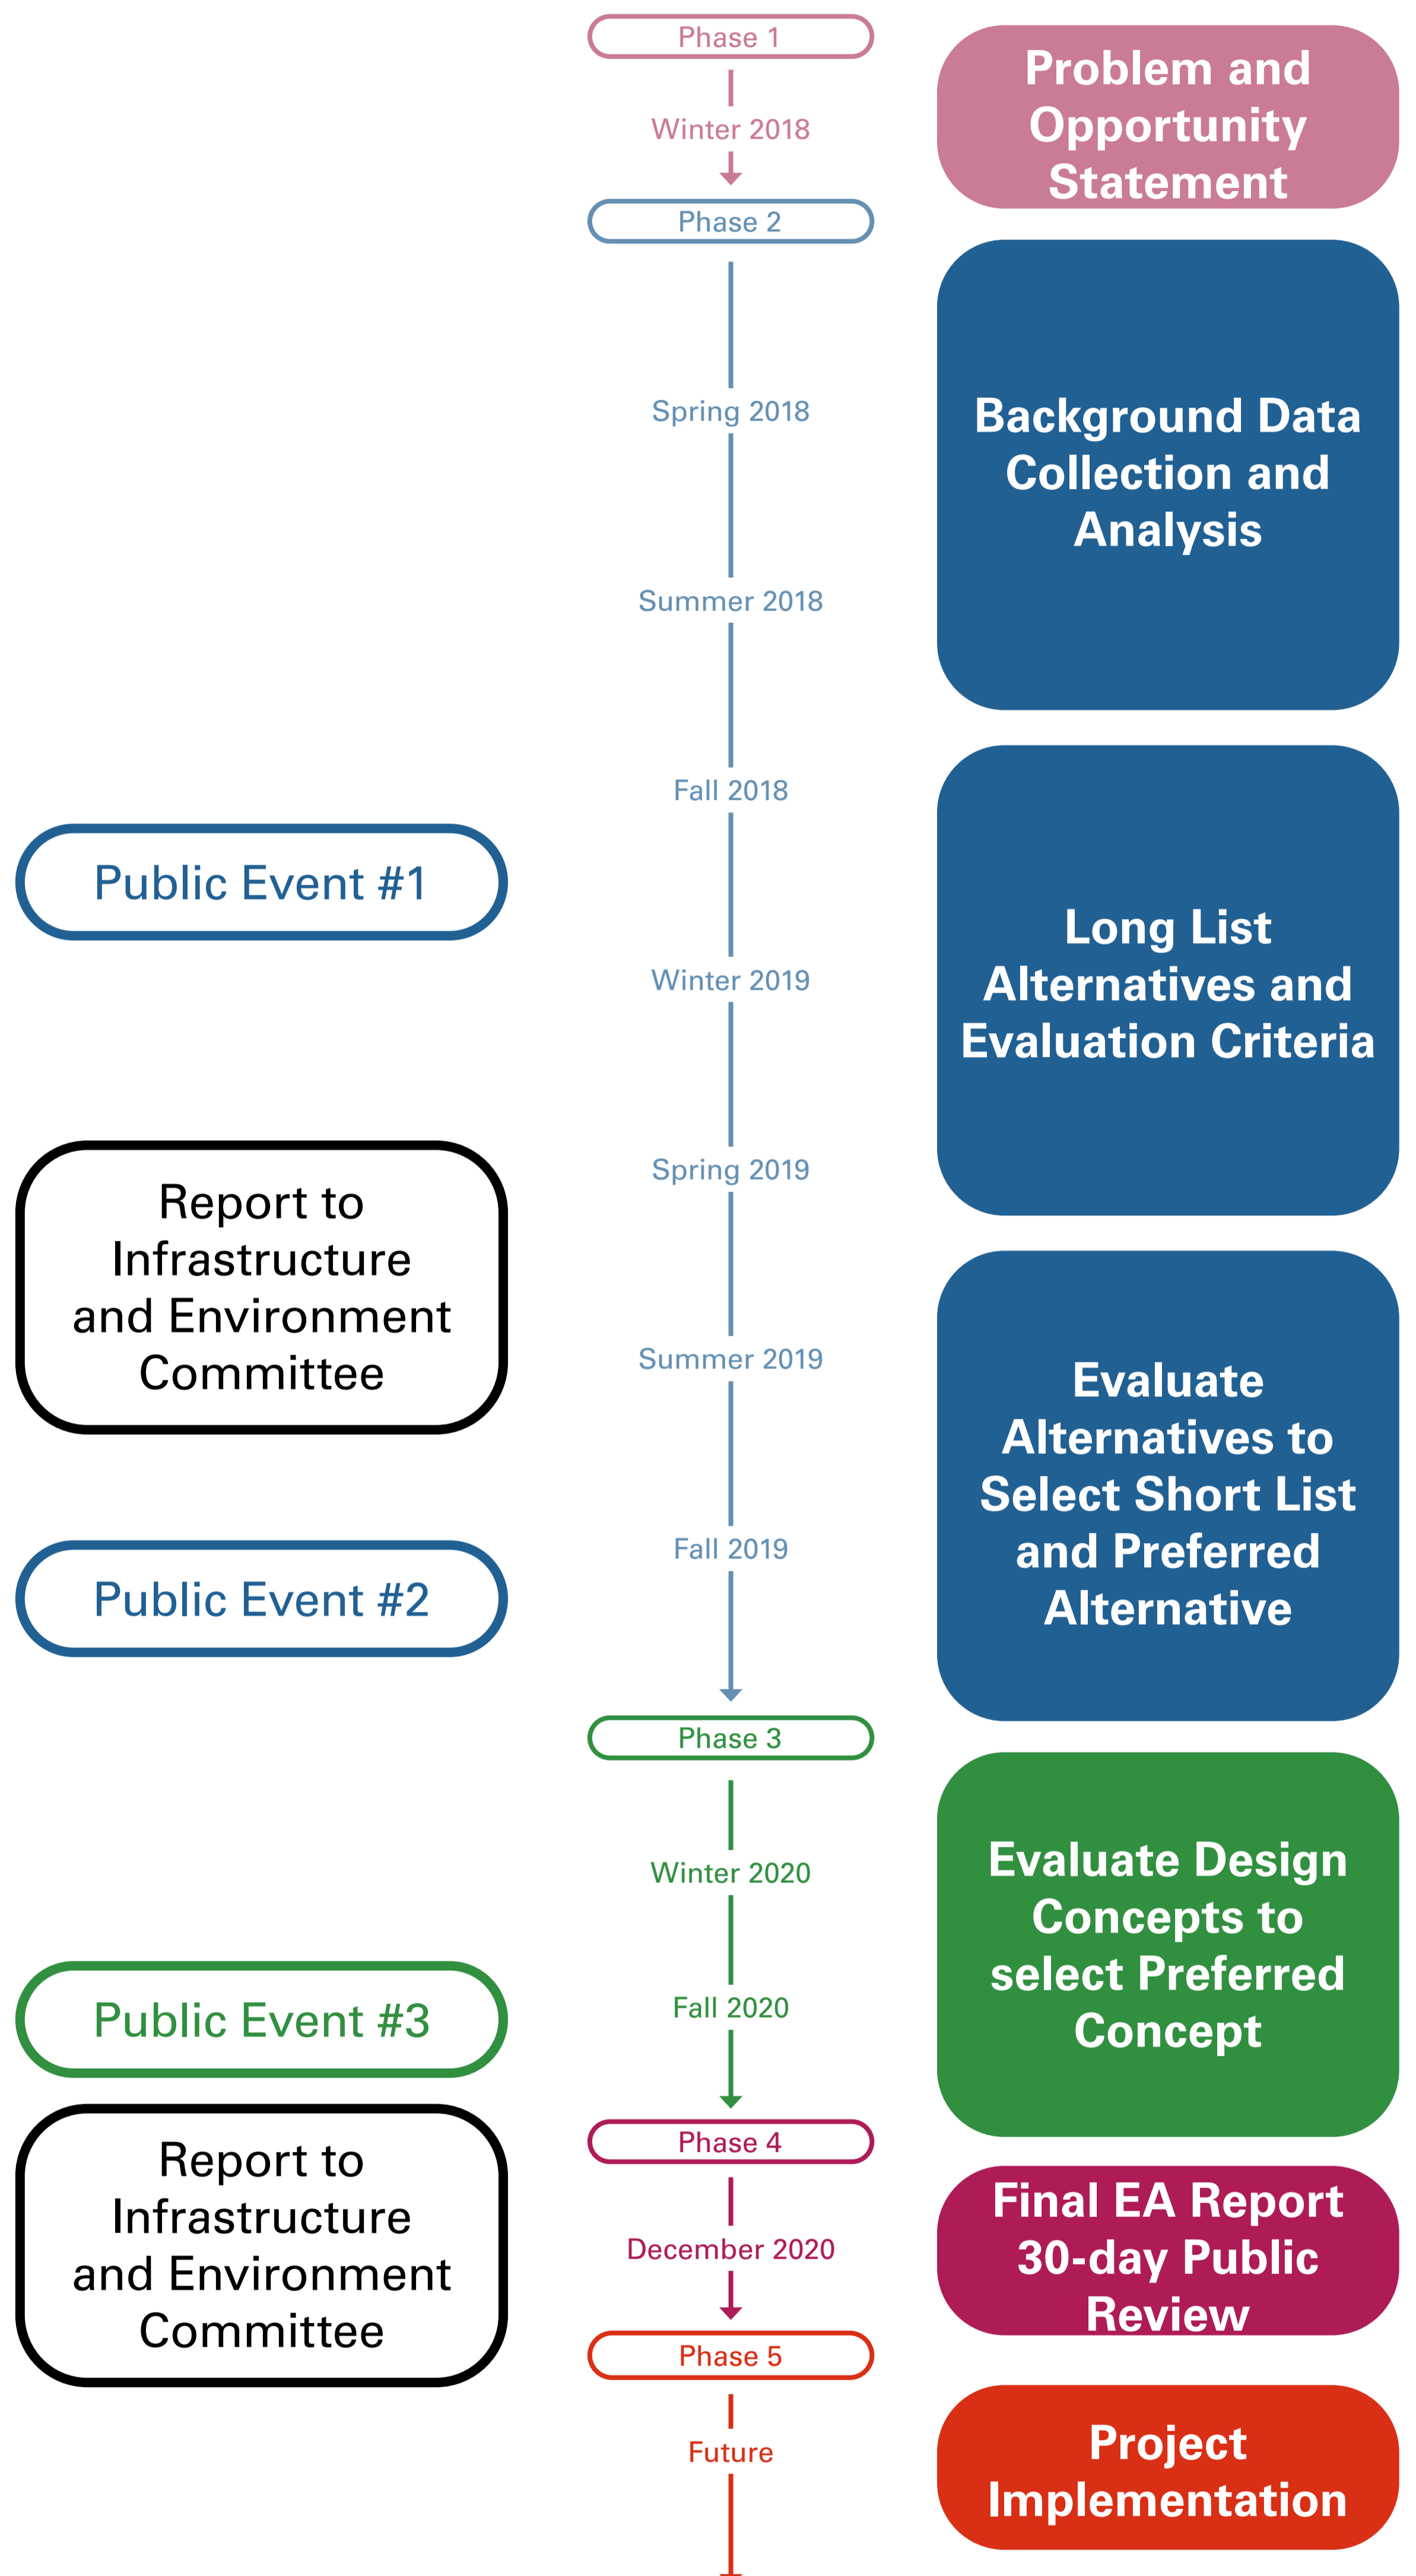 Phase 1
Winter 2018
Problem and
Opportunity
Statement
Phase 2
Spring 2018
Summer 2018
Background Data
Collection and
Analysis
Fall 2018
Public Event #1
Winter 2019
Long List
Alternatives and
Evaluation Criteria
Spring 2019
Report to
Infrastructure
and Environment
Committee
Summer 2019
Fall 2019
Evaluate
Alternatives to
Select Short List
and Preferred
Alternative
Public Event #2
Phase 3
Winter 2020
Fall 2020
Evaluate Design
Concepts to
select Preferred
Concept
Public Event #3
Phase 4
December 2020
Final EA Report
30-day Public
Review
Report to
Infrastructure
and Environment
Committee
Phase 5
Future
Project
Implementation